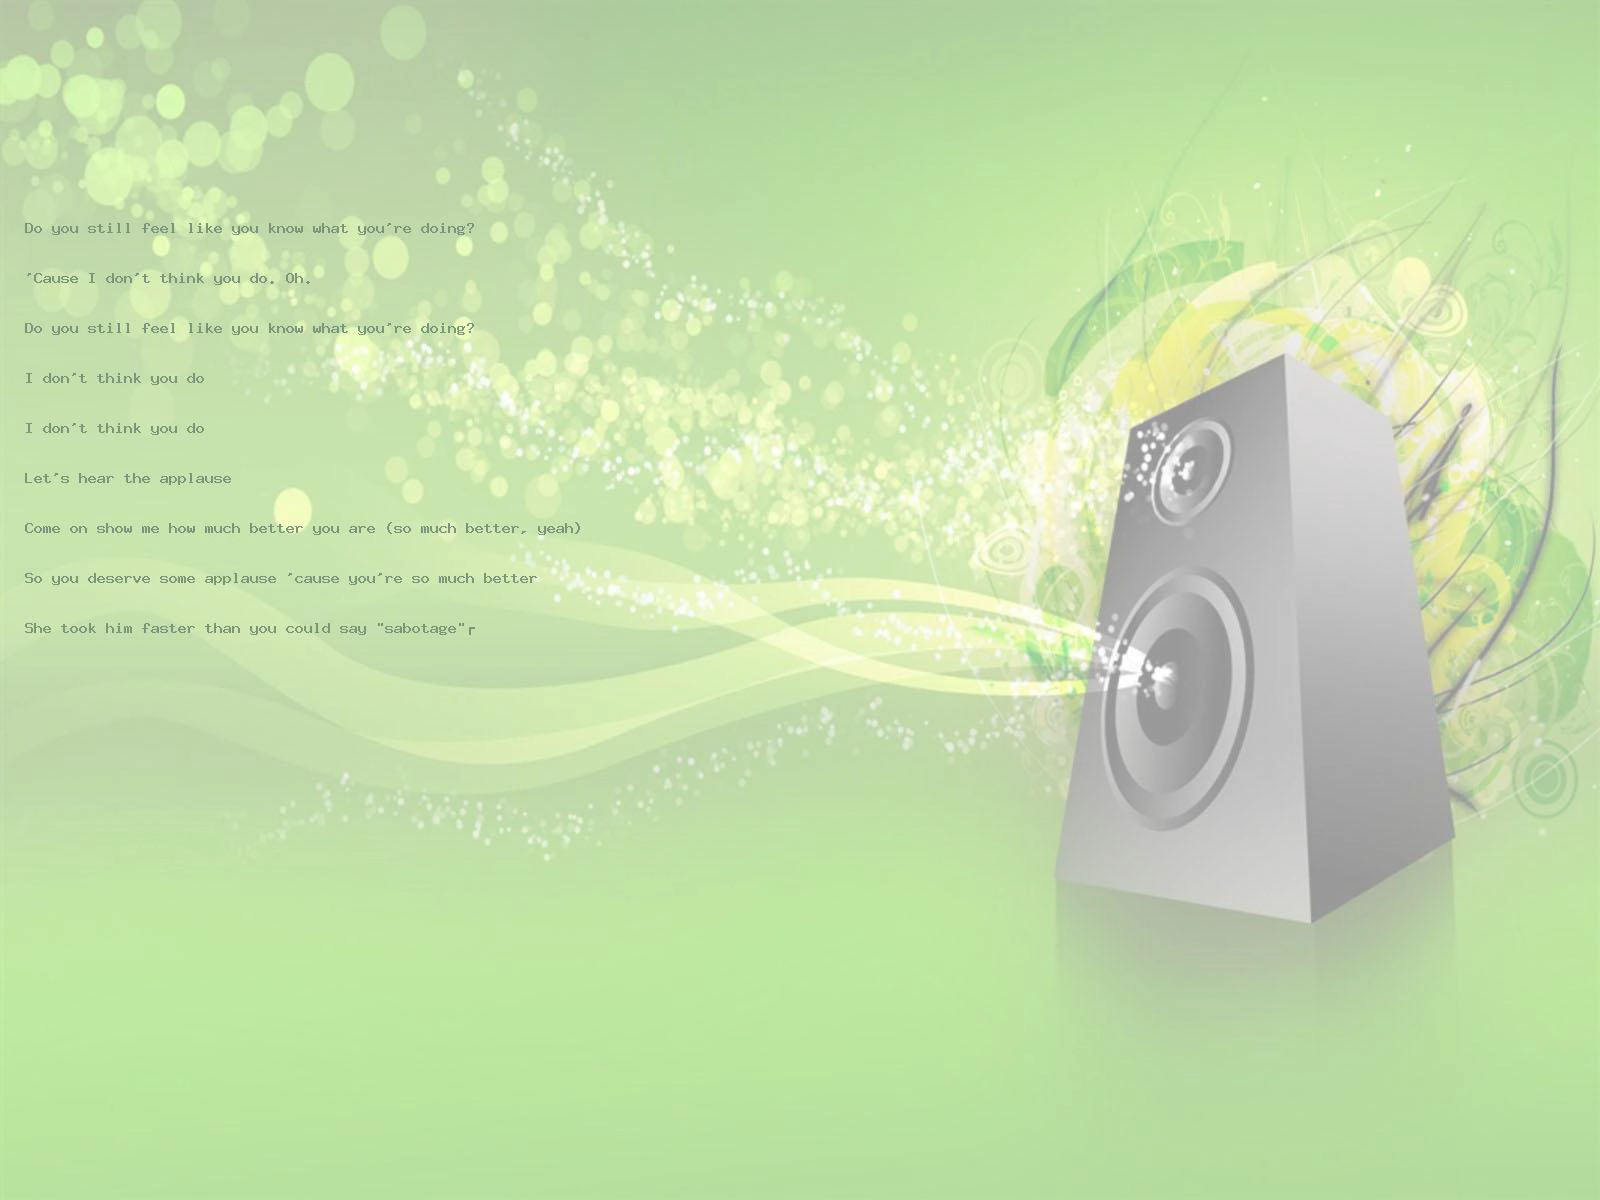 Do you still feel like you know what you're doing?
'Cause I don't think you do. Oh.
Do you still feel like you know what you're doing?
I don't think you do
I don't think you do
Let's hear the applause
Come on show me how much better you are (so much better, yeah)
So you deserve some applause 'cause you're so much better
She took him faster than you could say "sabotage"┌